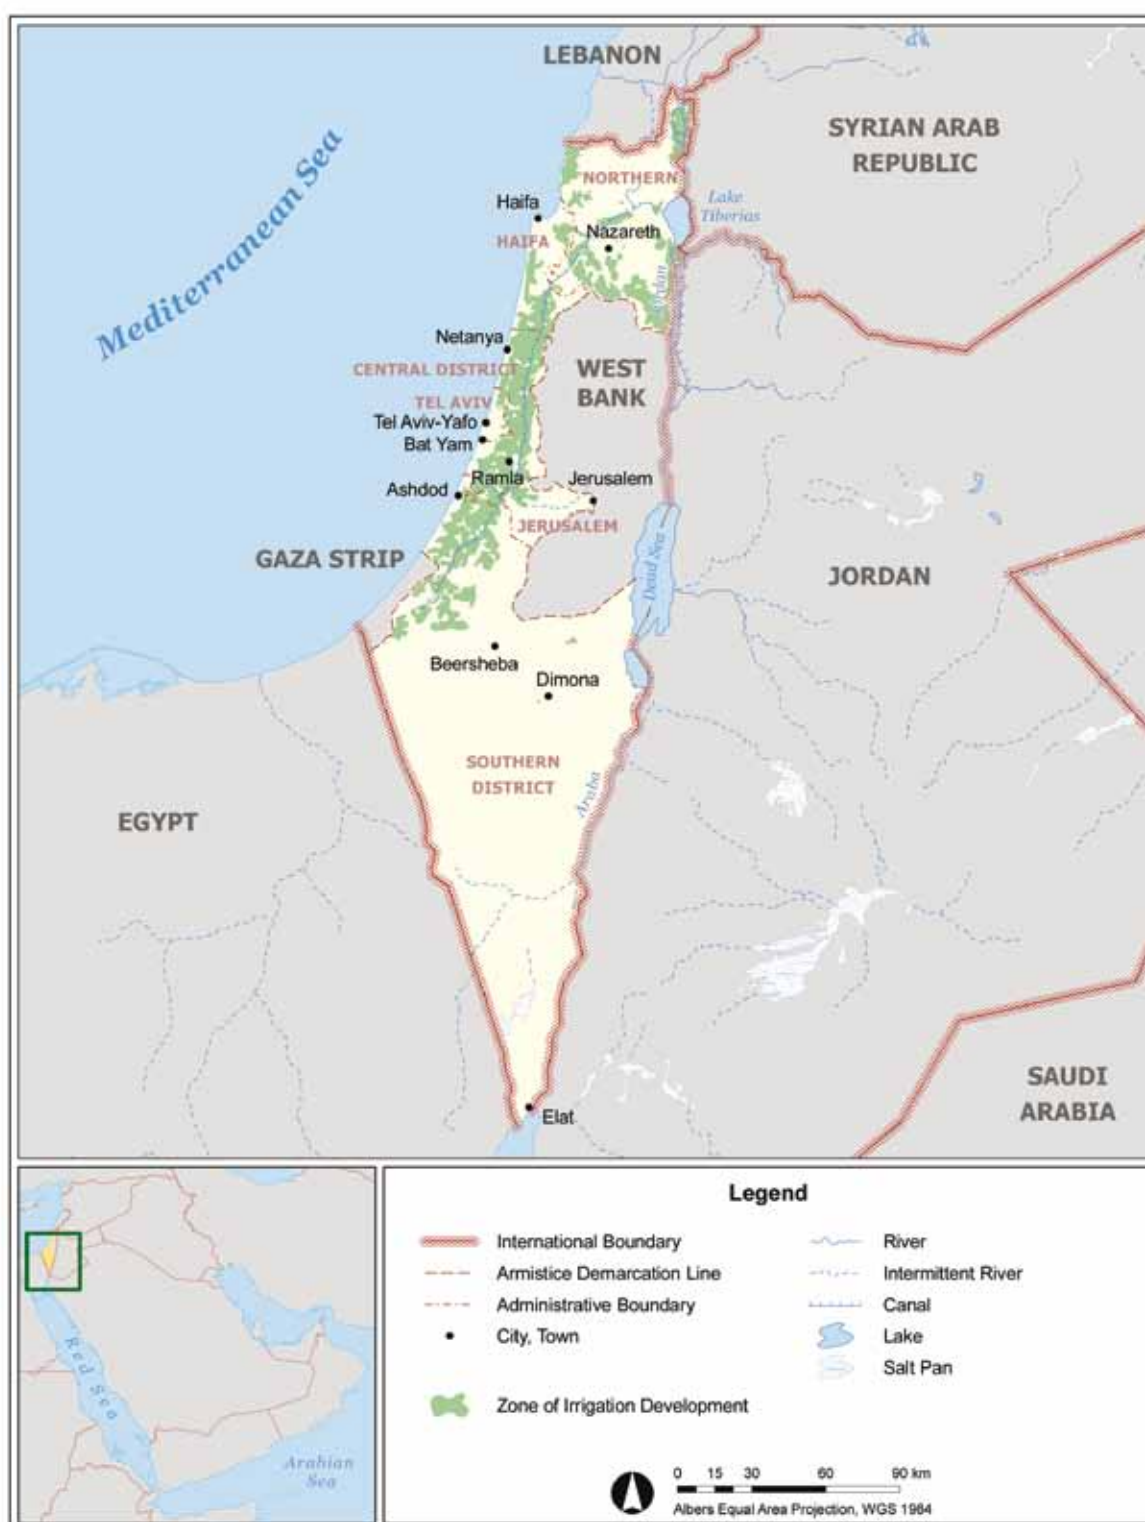 LEBANON
SYRIAN ARAB
REPUBLIC
Mediterranean Sea
NORTHERN
Haifa
Lake
Tiberias
HAIFA
Nazareth
Jordan
Netanya
CENTRAL DISTRICT
WEST
BANK
TEL AVIV
Tel Aviv-Yafo
Bat Yam
Ramla
Jerusalem
Ashdod
JERUSALEM
GAZA STRIP
Dead Sea
JORDAN
Beersheba
Dimona
SOUTHERN
DISTRICT
Araba
EGYPT
SAUDI
ARABIA
Elat
Red Sea
Arabian
Sea
Legend
International Boundary
Armistice Demarcation Line
Administrative Boundary
City, Town
Zone of Irrigation Development
River
Intermittent River
Canal
Lake
Salt Pan
0 15 30 60 90 km
Albers Equal Area Projection, WGS 1984